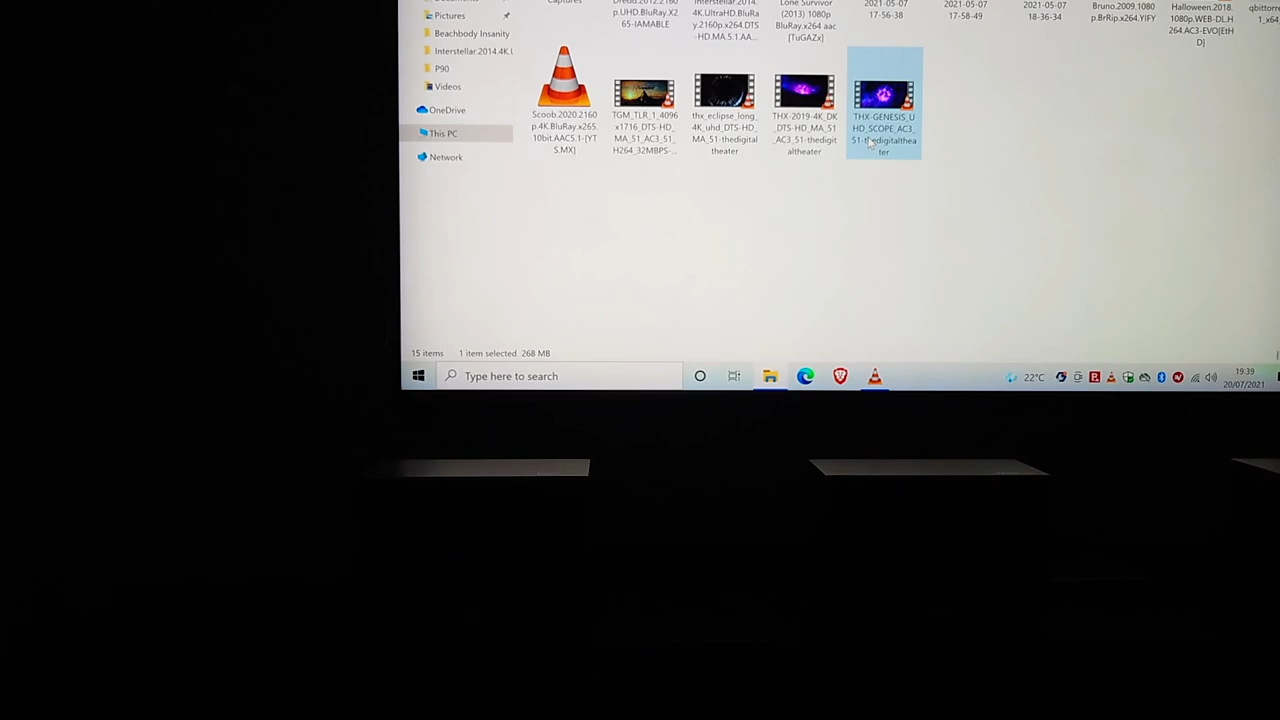 Pictures
Beachbody Insanity
Interstellar.2014.4K.U
P90
Videos
OneDrive
This PC
Network
Captures
p.UHD.BluRay.X2
65-IAMABLE
Interstellar.2014.
4K.UltraHD.BluRa
y.2160p.x264.DTS
-HD.MA.5.1.AA...
Lone Survivor
(2013) 1080p
BluRay.x264 aac
[TuGAZx]
2021-05-07
17-56-38
2021-05-07
17-58-49
2021-05-07
18-36-34
Bruno.2009.1080
p.BrRip.x264.YIFY
Halloween.2018.
1080p.WEB-DL.H
264.AC3-EVO[EtH
D]
qbittorre
Scoob.2020.2160
p.4K.BluRay.x265.
10bit.AAC5.1-[YT
S.MX]
TGM_TLR_1_4096
x1716_DTS-HD_
MA_51_AC3_51_
H264_32MBPS-...
thx_eclipse_long_
4K_uhd_DTS-HD_
MA_51-thedigital
theater
THX-2019-4K_DK
_DTS-HD_MA_51
_AC3_51-thedigit
altheater
THX-GENESIS_U
HD_SCOPE_AC3_
51-thedigitalthea
ter
15 items
1 item selected 268 MB
Type here to search
22°C
19:39
20/07/2021